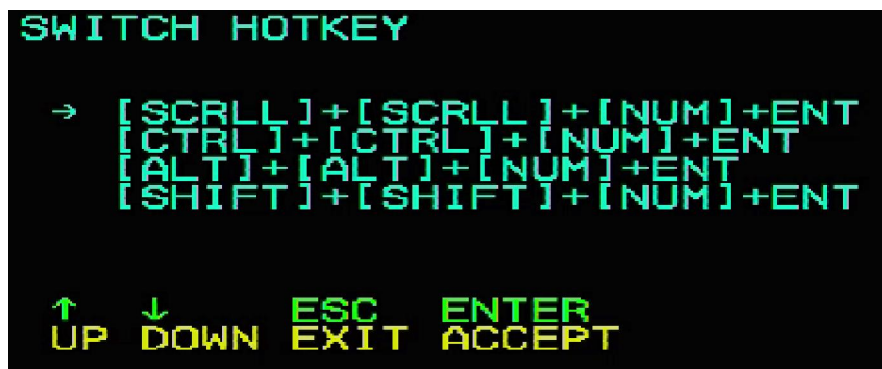 SWITCH HOTKEY
→ [SCRLL]+[SCRLL]+[NUM]+ENT
[CTRL]+[CTRL]+[NUM]+ENT
[ALT]+[ALT]+[NUM]+ENT
[SHIFT]+[SHIFT]+[NUM]+ENT
↑ ↓ ESC ENTER
UP DOWN EXIT ACCEPT